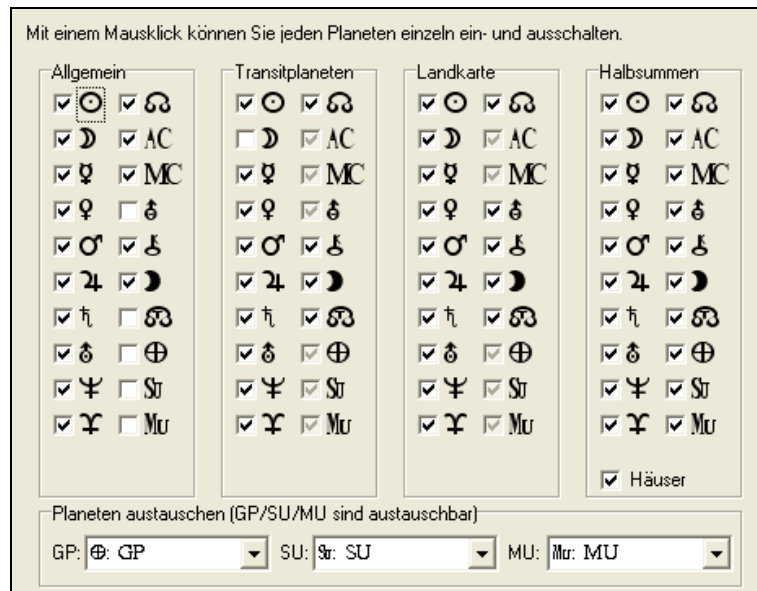 Mit einem Mausklick können Sie jeden Planeten einzeln ein- und ausschalten.
Allgemein Transitplaneten Landkarte Halbsummen
☉ ☊ ☉ ☊ ☉ ☊ ☉ ☊
☽ AC ☽ AC ☽ AC ☽ AC
☿ MC ☿ MC ☿ MC ☿ MC
♀ ⛢ ♀ ⛢ ♀ ⛢ ♀ ⛢
♂ ⚷ ♂ ⚷ ♂ ⚷ ♂ ⚷
♃ ☽ ♃ ☽ ♃ ☽ ♃ ☽
♄ ♄ ♄ ♄
⛢ ⊕ ⛢ ⊕ ⛢ ⊕ ⛢ ⊕
♆ SU ♆ SU ♆ SU ♆ SU
MU MU MU MU
Häuser
Planeten austauschen (GP/SU/MU sind austauschbar)
GP: ⊕: GP SU: SU: SU MU: MU: MU